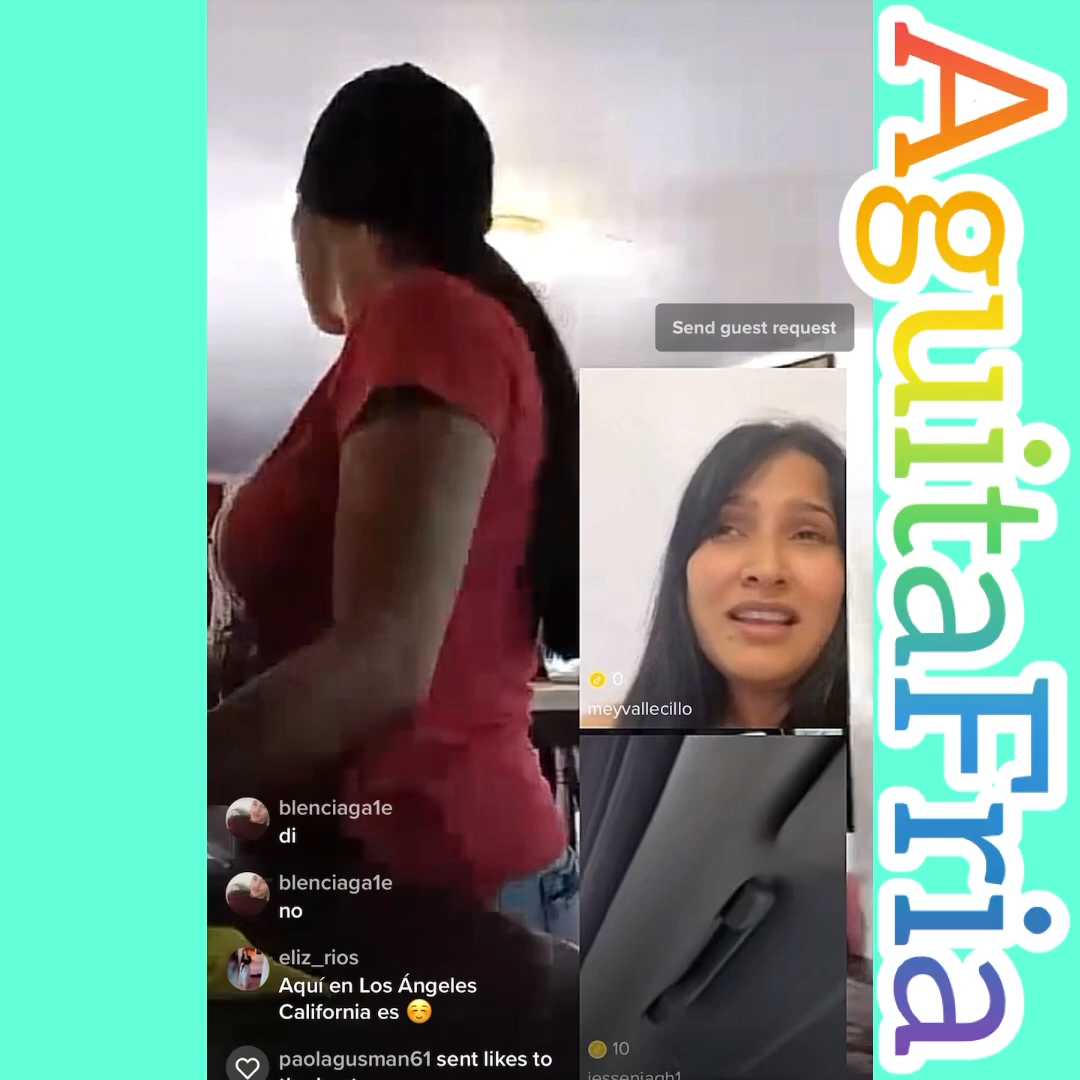 AguitaFria
Send guest request
0
meyvallecillo
blenciaga1e
di
blenciaga1e
no
eliz_rios
Aquí en Los Ángeles
California es ☺️
paolagusman61 sent likes to
10
jesseniagh1